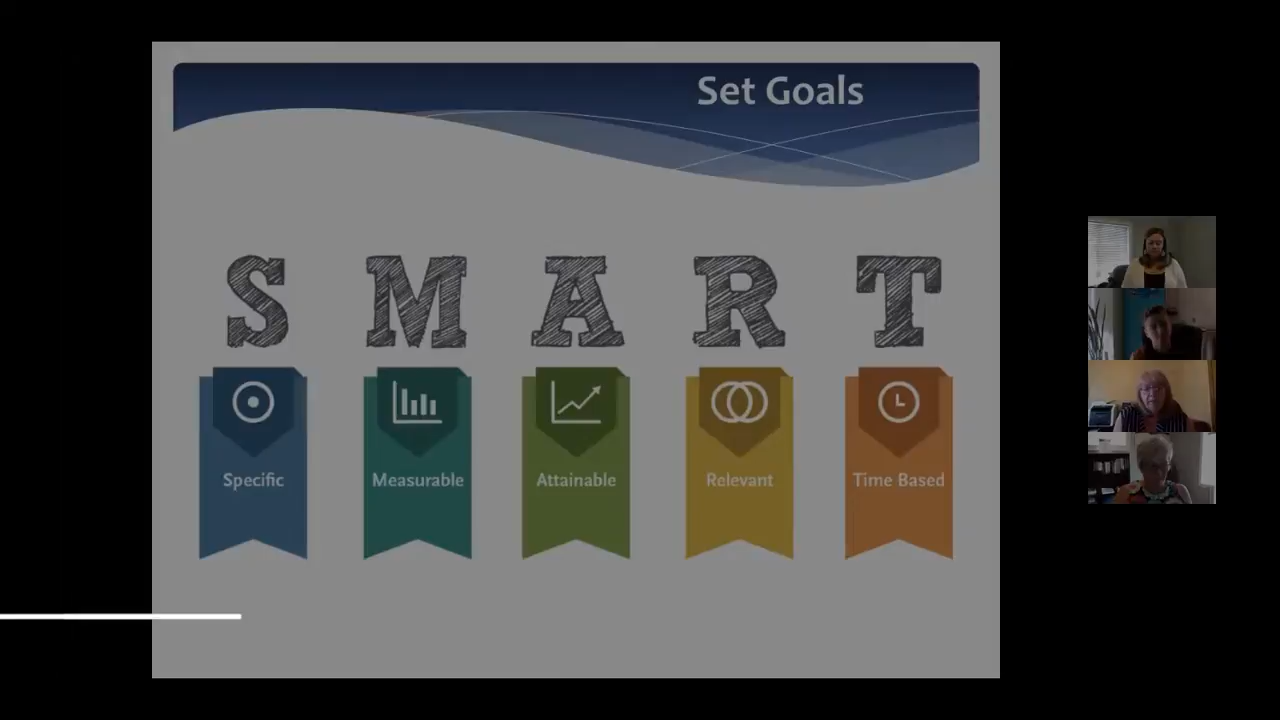 Set Goals
S M A R T
Specific Measurable Attainable Relevant Time Based